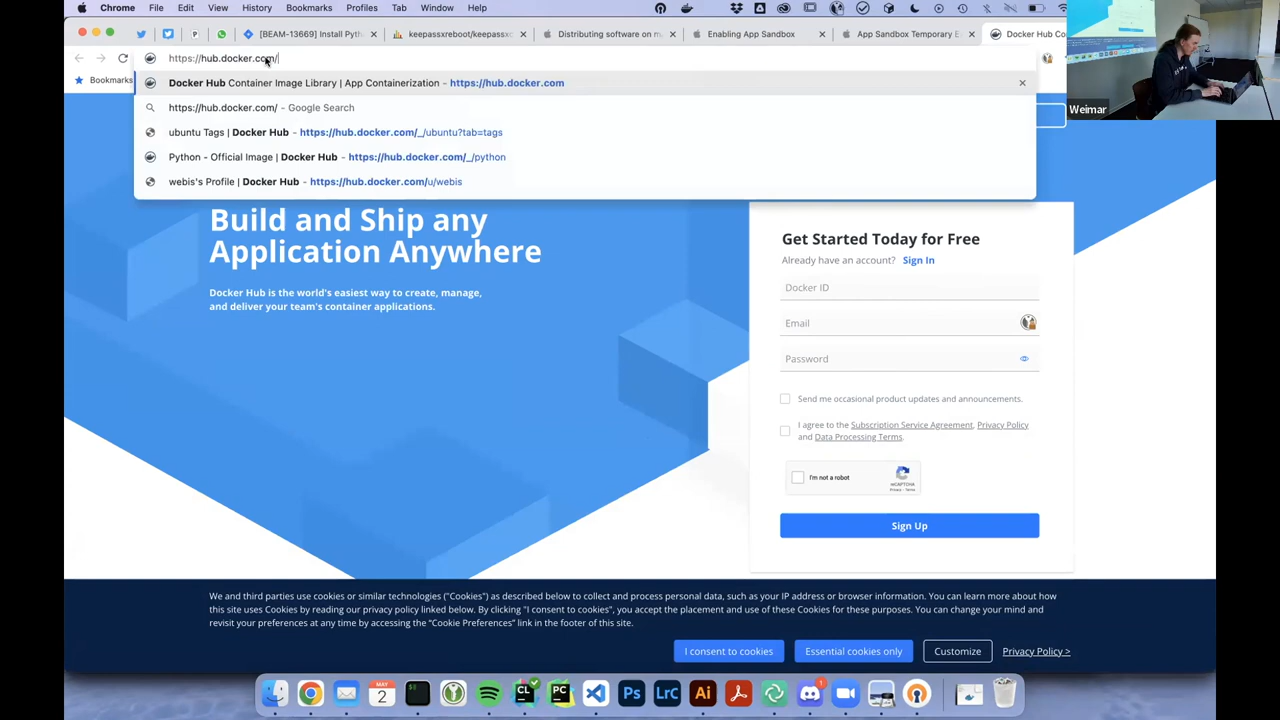 Chrome File Edit View History Bookmarks Profiles Tab Window Help
[BEAM-13669] Install Pyth
keepassxreboot/keepassxc
Distributing software on m
Enabling App Sandbox
App Sandbox Temporary E
Docker Hub Co
https://hub.docker.com/
Bookmarks
Docker Hub Container Image Library | App Containerization - https://hub.docker.com
https://hub.docker.com/ - Google Search
ubuntu Tags | Docker Hub - https://hub.docker.com/_/ubuntu?tab=tags
Python - Official Image | Docker Hub - https://hub.docker.com/_/python
webis's Profile | Docker Hub - https://hub.docker.com/u/webis
Weimar
Build and Ship any
Application Anywhere
Docker Hub is the world's easiest way to create, manage,
and deliver your team's container applications.
Get Started Today for Free
Already have an account? Sign In
Docker ID
Email
Password
Send me occasional product updates and announcements.
I agree to the Subscription Service Agreement, Privacy Policy
and Data Processing Terms.
I'm not a robot
reCAPTCHA
Privacy - Terms
Sign Up
We and third parties use cookies or similar technologies ("Cookies") as described below to collect and process personal data, such as your IP address or browser information. You can learn more about how
this site uses Cookies by reading our privacy policy linked below. By clicking "I consent to cookies", you accept the placement and use of these Cookies for these purposes. You can change your mind and
revisit your preferences at any time by accessing the "Cookie Preferences" link in the footer of this site.
I consent to cookies
Essential cookies only
Customize
Privacy Policy >
MAY
2
CL
PC
Ps
LrC
Ai
1